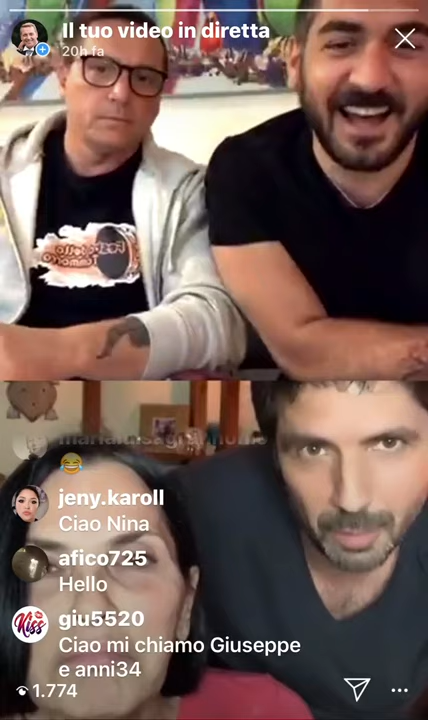 Il tuo video in diretta
20h fa
😂
jeny.karoll
Ciao Nina
afico725
Hello
giu5520
Kiss
Ciao mi chiamo Giuseppe
e anni34
1.774